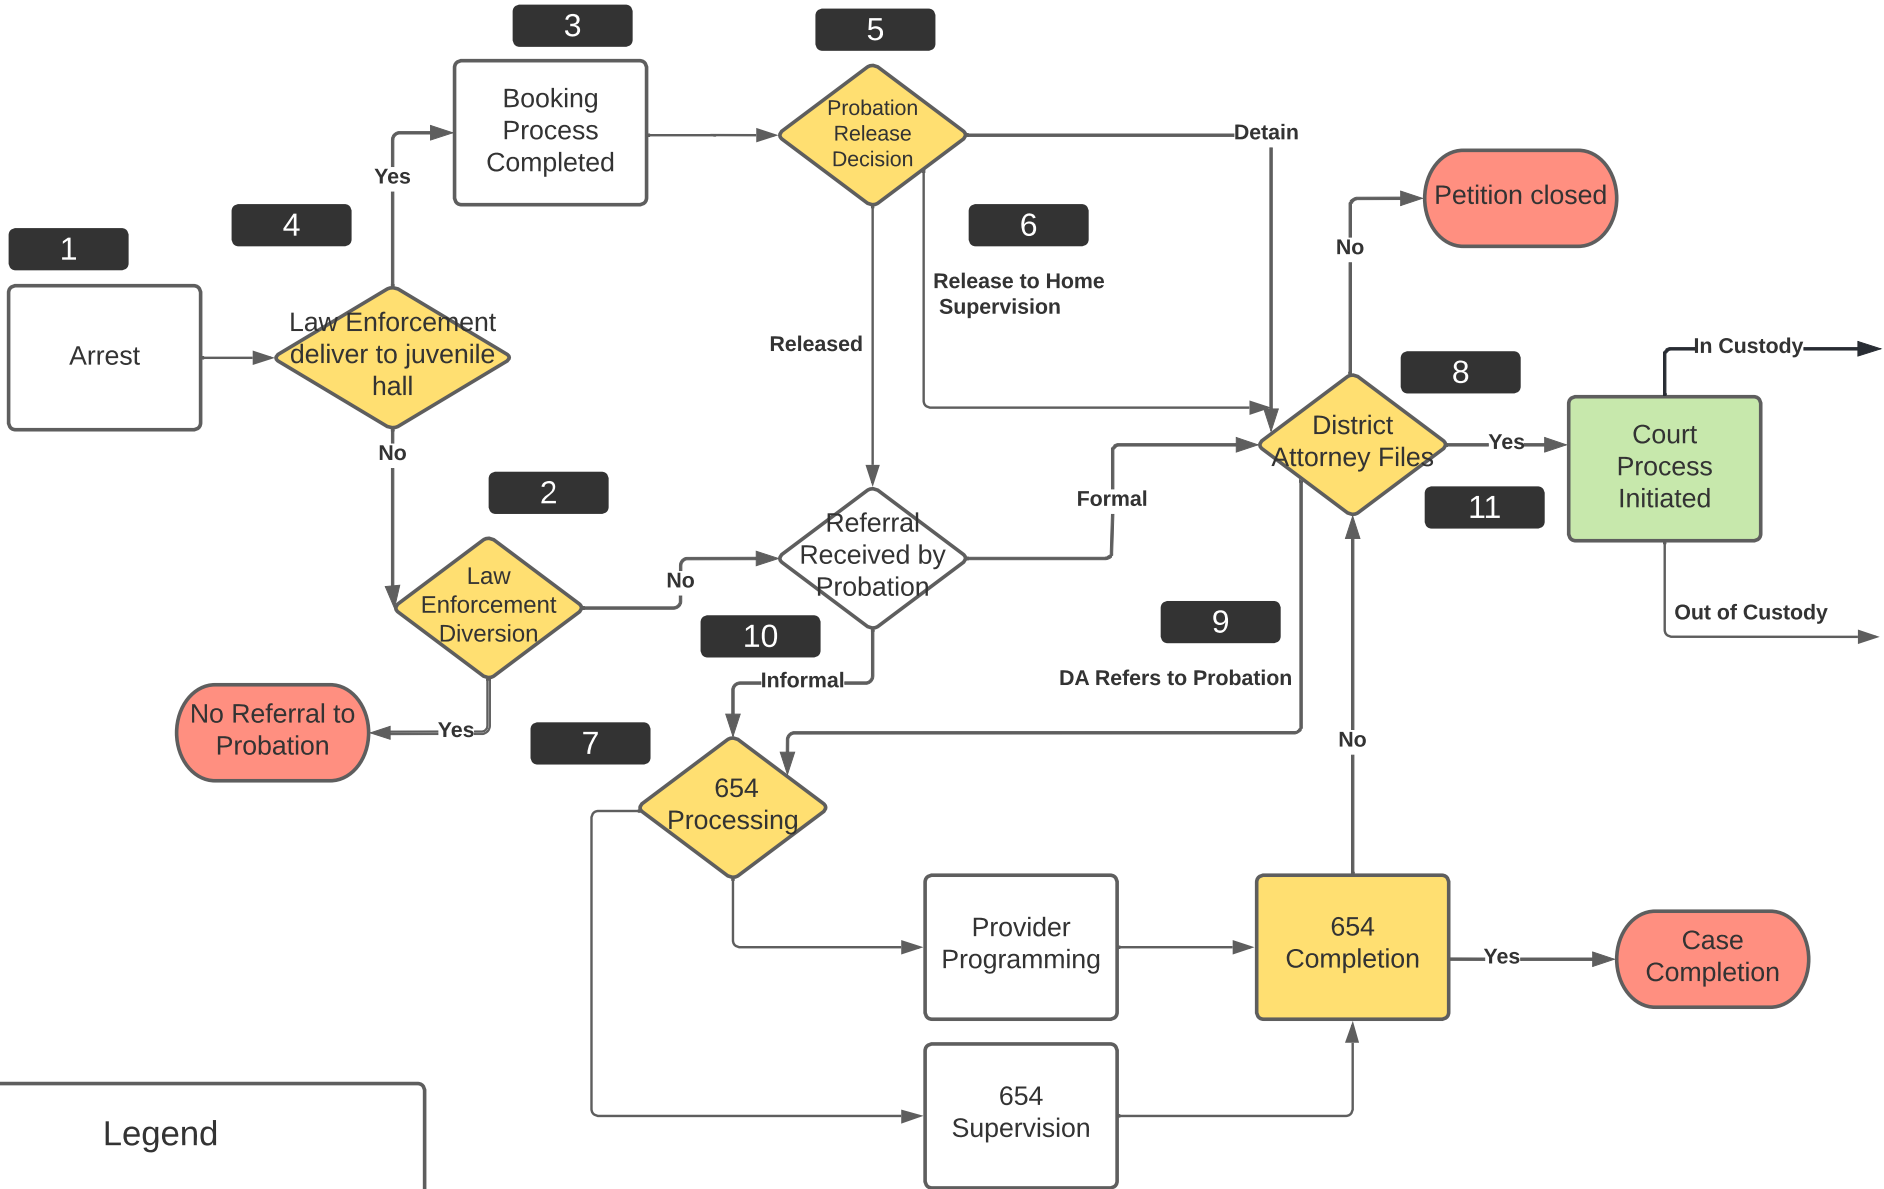 3
5
Booking
Process
Completed
Probation
Release
Decision
Detain
Yes
Petition closed
4
6
1
No
Release to Home
Supervision
Law Enforcement
deliver to juvenile
hall
Arrest
Released
In Custody
8
District
Attorney Files
Yes
Court
Process
Initiated
No
2
Formal
11
Referral
Received by
Probation
Law
Enforcement
Diversion
No
10
9
Out of Custody
Informal
DA Refers to Probation
No Referral to
Probation
Yes
7
No
654
Processing
Provider
Programming
654
Completion
Yes
Case
Completion
654
Supervision
Legend